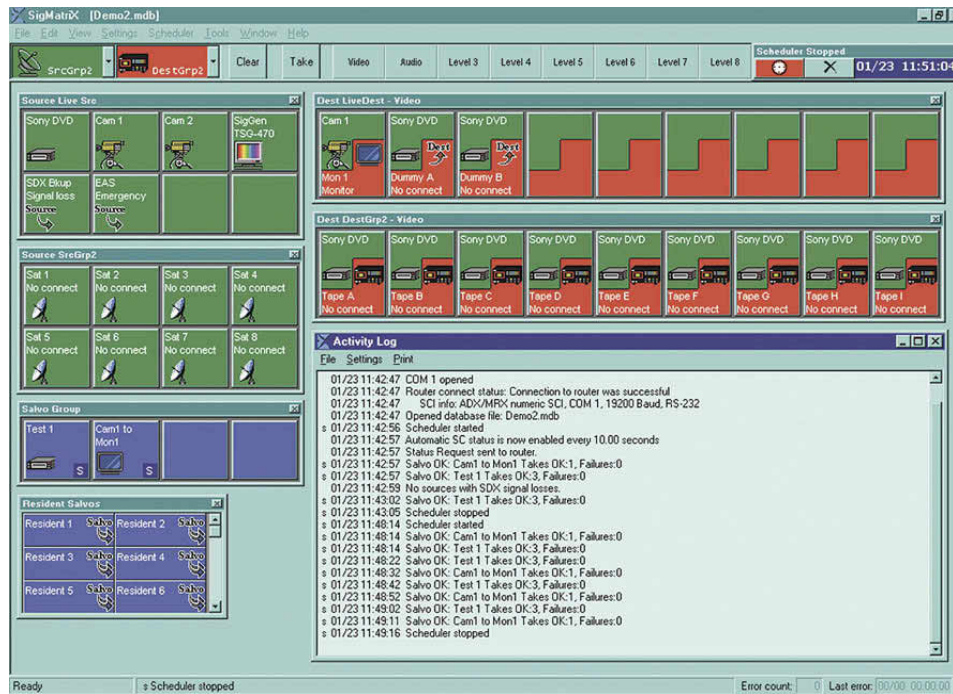 SigMatriX [Demo2.mdb]
File Edit View Settings Scheduler Tools Window Help
SrcGrp2 DestGrp2 Clear Take Video Audio Level 3 Level 4 Level 5 Level 6 Level 7 Level 8
Scheduler Stopped
01/23 11:51:04
Source Live Src
Sony DVD Cam 1 Cam 2 SigGen
TSG-470
SDX Bkup EAS
Signal loss Emergency
Source Source
Source SrcGrp2
Sat 1 Sat 2 Sat 3 Sat 4
No connect No connect No connect No connect
Sat 5 Sat 6 Sat 7 Sat 8
No connect No connect No connect No connect
Salvo Group
Test 1 Cam1 to
Mon1
S S
Resident Salvos
Resident 1 Salvo Resident 2 Salvo
Resident 3 Salvo Resident 4 Salvo
Resident 5 Salvo Resident 6 Salvo
Dest LiveDest - Video
Cam 1 Sony DVD Sony DVD
Dest Dest
Mon 1 Dummy A Dummy B
Monitor No connect No connect
Dest DestGrp2 - Video
Sony DVD Sony DVD Sony DVD Sony DVD Sony DVD Sony DVD Sony DVD Sony DVD Sony DVD
Tape A Tape B Tape C Tape D Tape E Tape F Tape G Tape H Tape I
No connect No connect No connect No connect No connect No connect No connect No connect No connect
Activity Log
File Settings Print
01/23 11:42:47 COM 1 opened
01/23 11:42:47 Router connect status: Connection to router was successful
01/23 11:42:47 SCI info: ADX/MRX numeric SCI, COM 1, 19200 Baud, RS-232
01/23 11:42:47 Opened database file: Demo2.mdb
s 01/23 11:42:56 Scheduler started
01/23 11:42:57 Automatic SC status is now enabled every 10.00 seconds
01/23 11:42:57 Status Request sent to router.
s 01/23 11:42:57 Salvo OK: Cam1 to Mon1 Takes OK:1, Failures:0
s 01/23 11:42:57 Salvo OK: Test 1 Takes OK:3, Failures:0
01/23 11:42:59 No sources with SDX signal losses.
s 01/23 11:43:02 Salvo OK: Test 1 Takes OK:3, Failures:0
s 01/23 11:43:05 Scheduler stopped
s 01/23 11:48:14 Scheduler started
s 01/23 11:48:14 Salvo OK: Cam1 to Mon1 Takes OK:1, Failures:0
s 01/23 11:48:14 Salvo OK: Test 1 Takes OK:3, Failures:0
s 01/23 11:48:22 Salvo OK: Test 1 Takes OK:3, Failures:0
s 01/23 11:48:32 Salvo OK: Cam1 to Mon1 Takes OK:1, Failures:0
s 01/23 11:48:42 Salvo OK: Test 1 Takes OK:3, Failures:0
s 01/23 11:48:52 Salvo OK: Cam1 to Mon1 Takes OK:1, Failures:0
s 01/23 11:49:02 Salvo OK: Test 1 Takes OK:3, Failures:0
s 01/23 11:49:11 Salvo OK: Cam1 to Mon1 Takes OK:1, Failures:0
s 01/23 11:49:16 Scheduler stopped
Ready s Scheduler stopped Error count: 0 Last error: 00/00 00:00:00